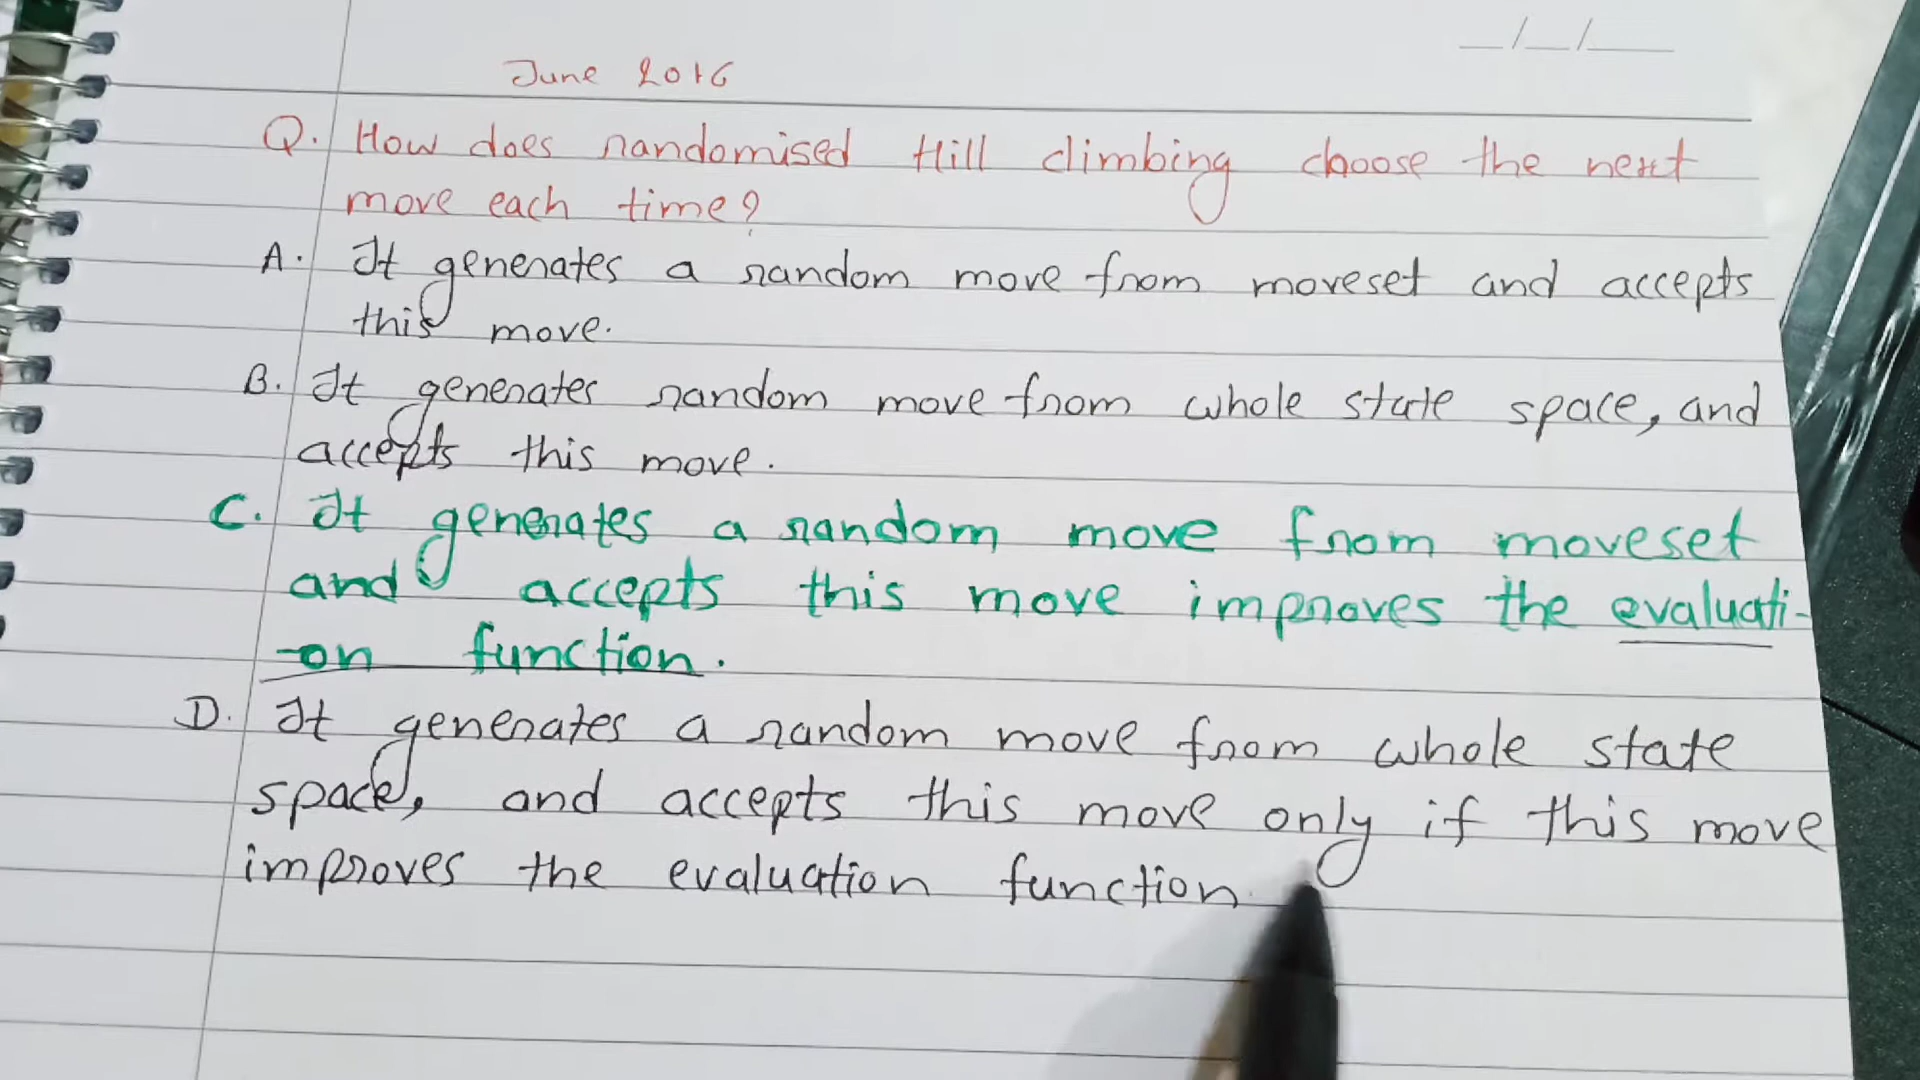 __/__/____
June 2016
Q. How does randomised Hill climbing choose the next
move each time?
A. It generates a random move from moveset and accepts
this move.
B. It generates random move from whole state space, and
accepts this move.
C. It generates a random move from moveset
and accepts this move improves the evaluati-
-on function.
D. It generates a random move from whole state
space, and accepts this move only if this move
improves the evaluation function.